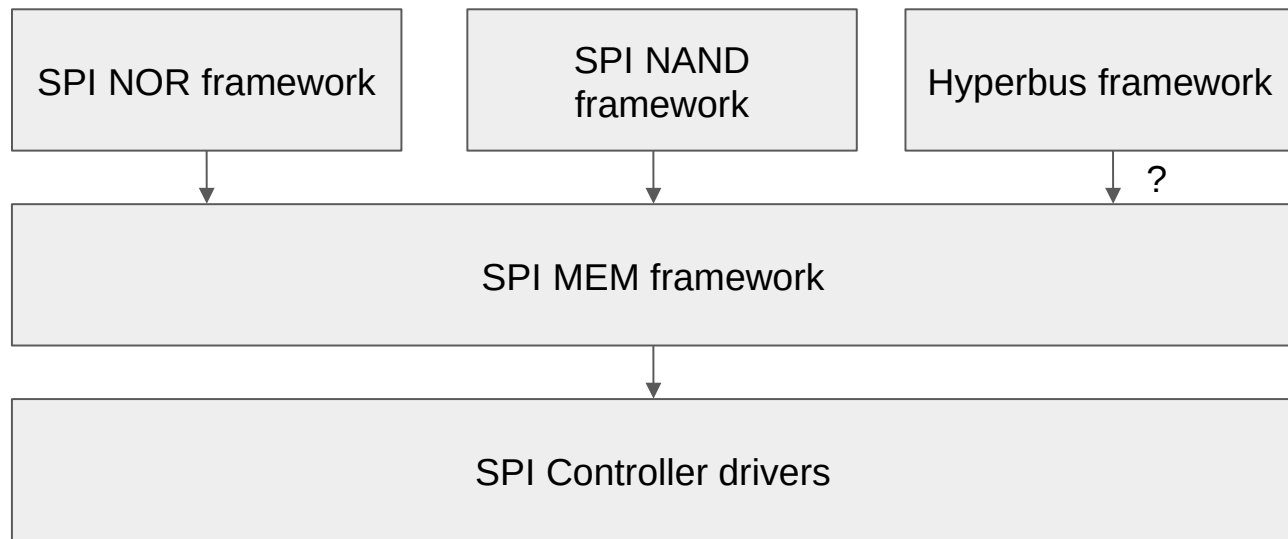 SPI NOR framework
SPI NAND
framework
Hyperbus framework
?
SPI MEM framework
SPI Controller drivers